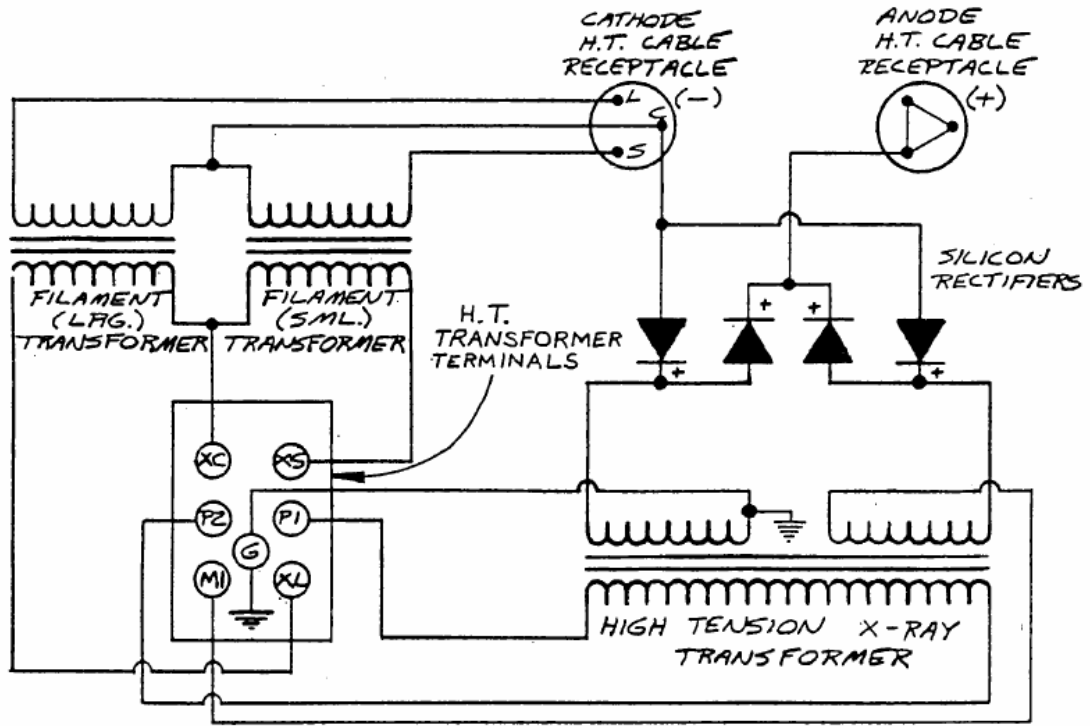 CATHODE
H.T. CABLE
RECEPTACLE
(-)
ANODE
H.T. CABLE
RECEPTACLE
(+)
L
C
S
SILICON
RECTIFIERS
FILAMENT
(LRG.)
TRANSFORMER
FILAMENT
(SML.)
TRANSFORMER
H.T.
TRANSFORMER
TERMINALS
+
+
+
+
XC
XS
P2
P1
G
M1
XL
HIGH TENSION X-RAY
TRANSFORMER